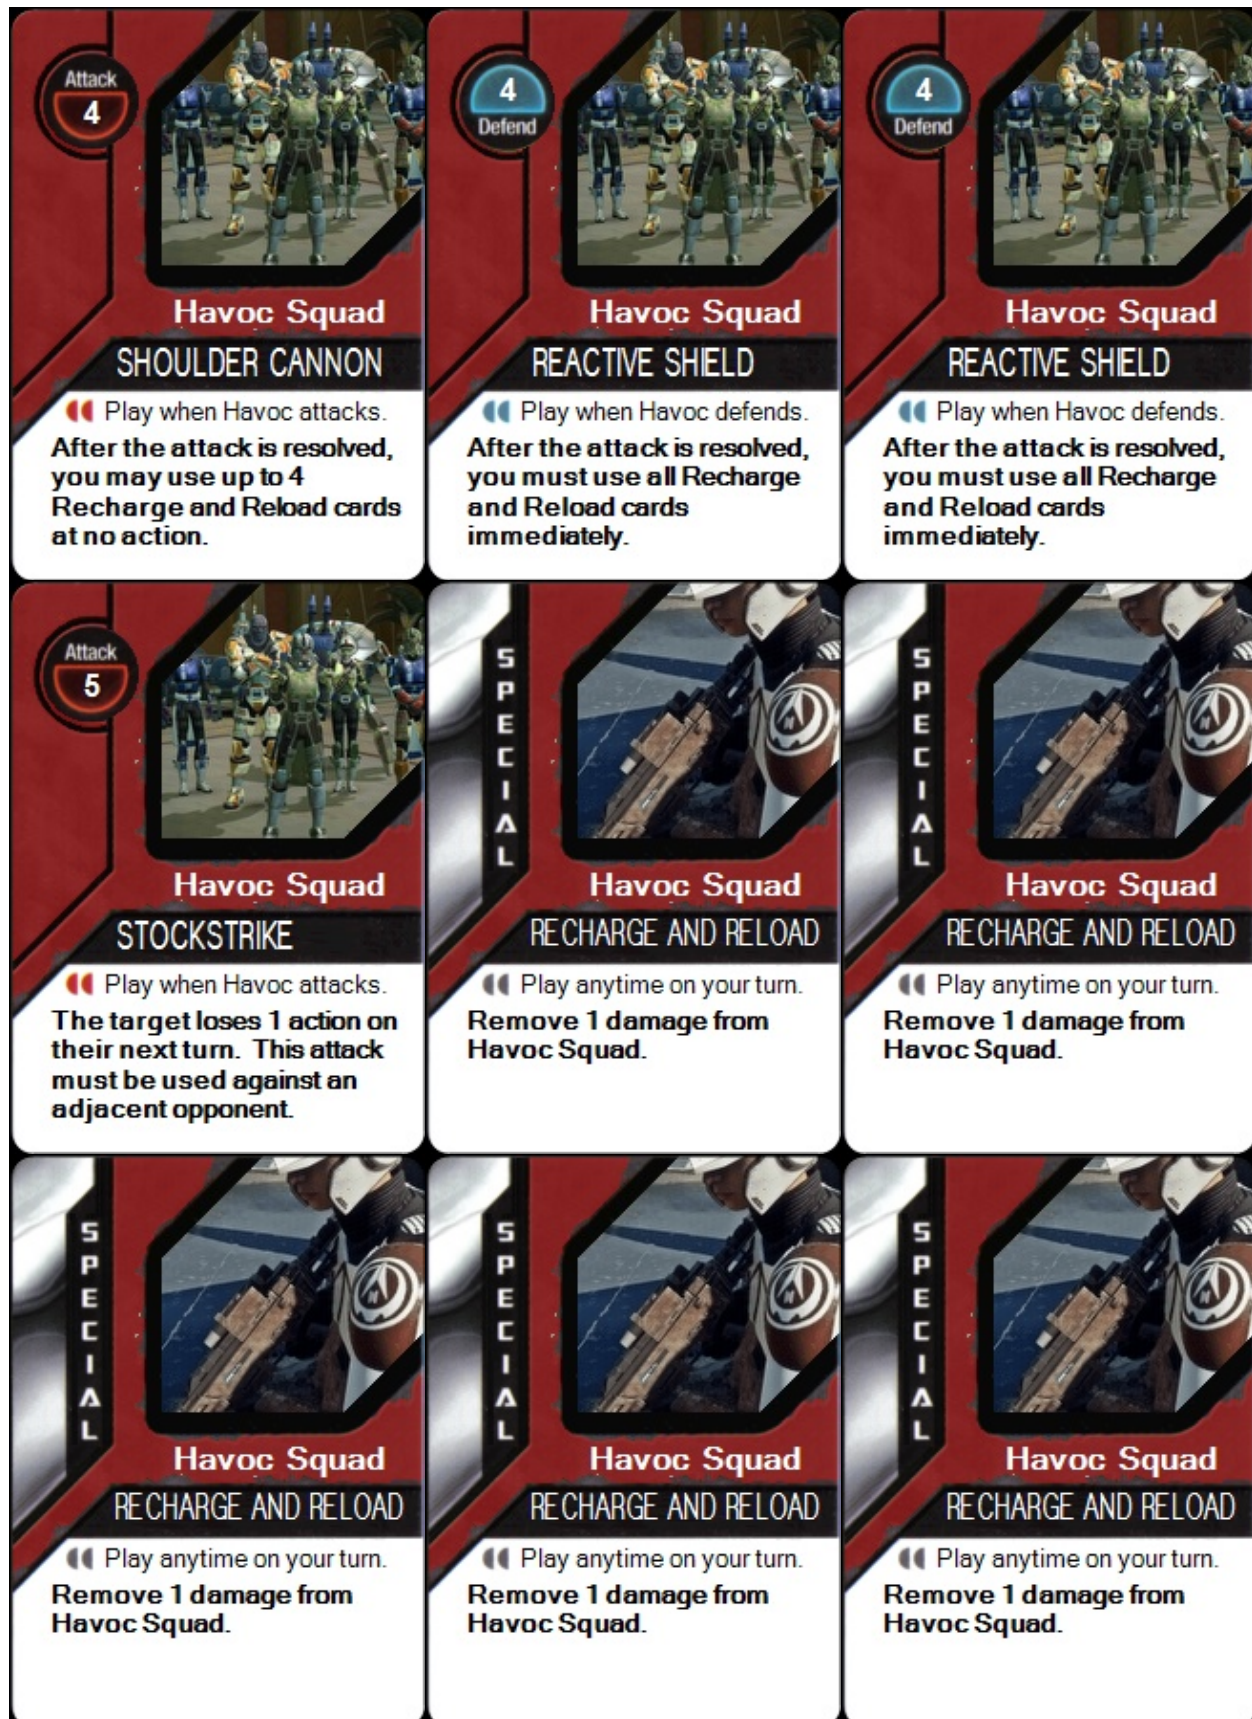 Attack
4
Havoc Squad
SHOULDER CANNON
Play when Havoc attacks.
After the attack is resolved,
you may use up to 4
Recharge and Reload cards
at no action.
4
Defend
Havoc Squad
REACTIVE SHIELD
Play when Havoc defends.
After the attack is resolved,
you must use all Recharge
and Reload cards
immediately.
4
Defend
Havoc Squad
REACTIVE SHIELD
Play when Havoc defends.
After the attack is resolved,
you must use all Recharge
and Reload cards
immediately.
Attack
5
Havoc Squad
STOCKSTRIKE
Play when Havoc attacks.
The target loses 1 action on
their next turn. This attack
must be used against an
adjacent opponent.
SPECIAL
Havoc Squad
RECHARGE AND RELOAD
Play anytime on your turn.
Remove 1 damage from
Havoc Squad.
SPECIAL
Havoc Squad
RECHARGE AND RELOAD
Play anytime on your turn.
Remove 1 damage from
Havoc Squad.
SPECIAL
Havoc Squad
RECHARGE AND RELOAD
Play anytime on your turn.
Remove 1 damage from
Havoc Squad.
SPECIAL
Havoc Squad
RECHARGE AND RELOAD
Play anytime on your turn.
Remove 1 damage from
Havoc Squad.
SPECIAL
Havoc Squad
RECHARGE AND RELOAD
Play anytime on your turn.
Remove 1 damage from
Havoc Squad.